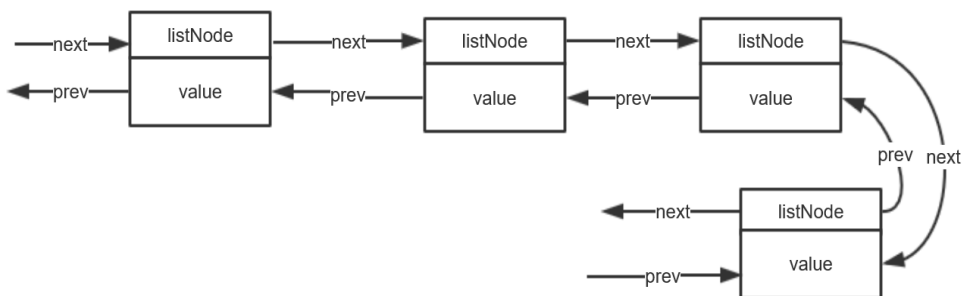 next listNode next listNode next listNode
prev value prev value prev value
prev next
next listNode
value
prev